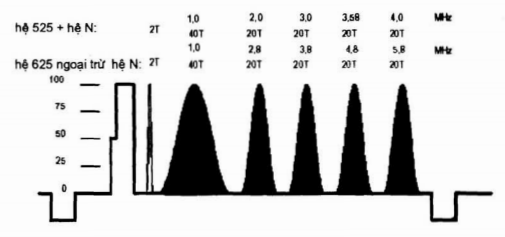 hệ 525 + hệ N: 2T 1,0 2,0 3,0 3,58 4,0 MHz
40T 20T 20T 20T 20T
hệ 625 ngoại trừ hệ N: 2T 1,0 2,8 3,8 4,8 5,8 MHz
40T 20T 20T 20T 20T
100
75
50
25
0